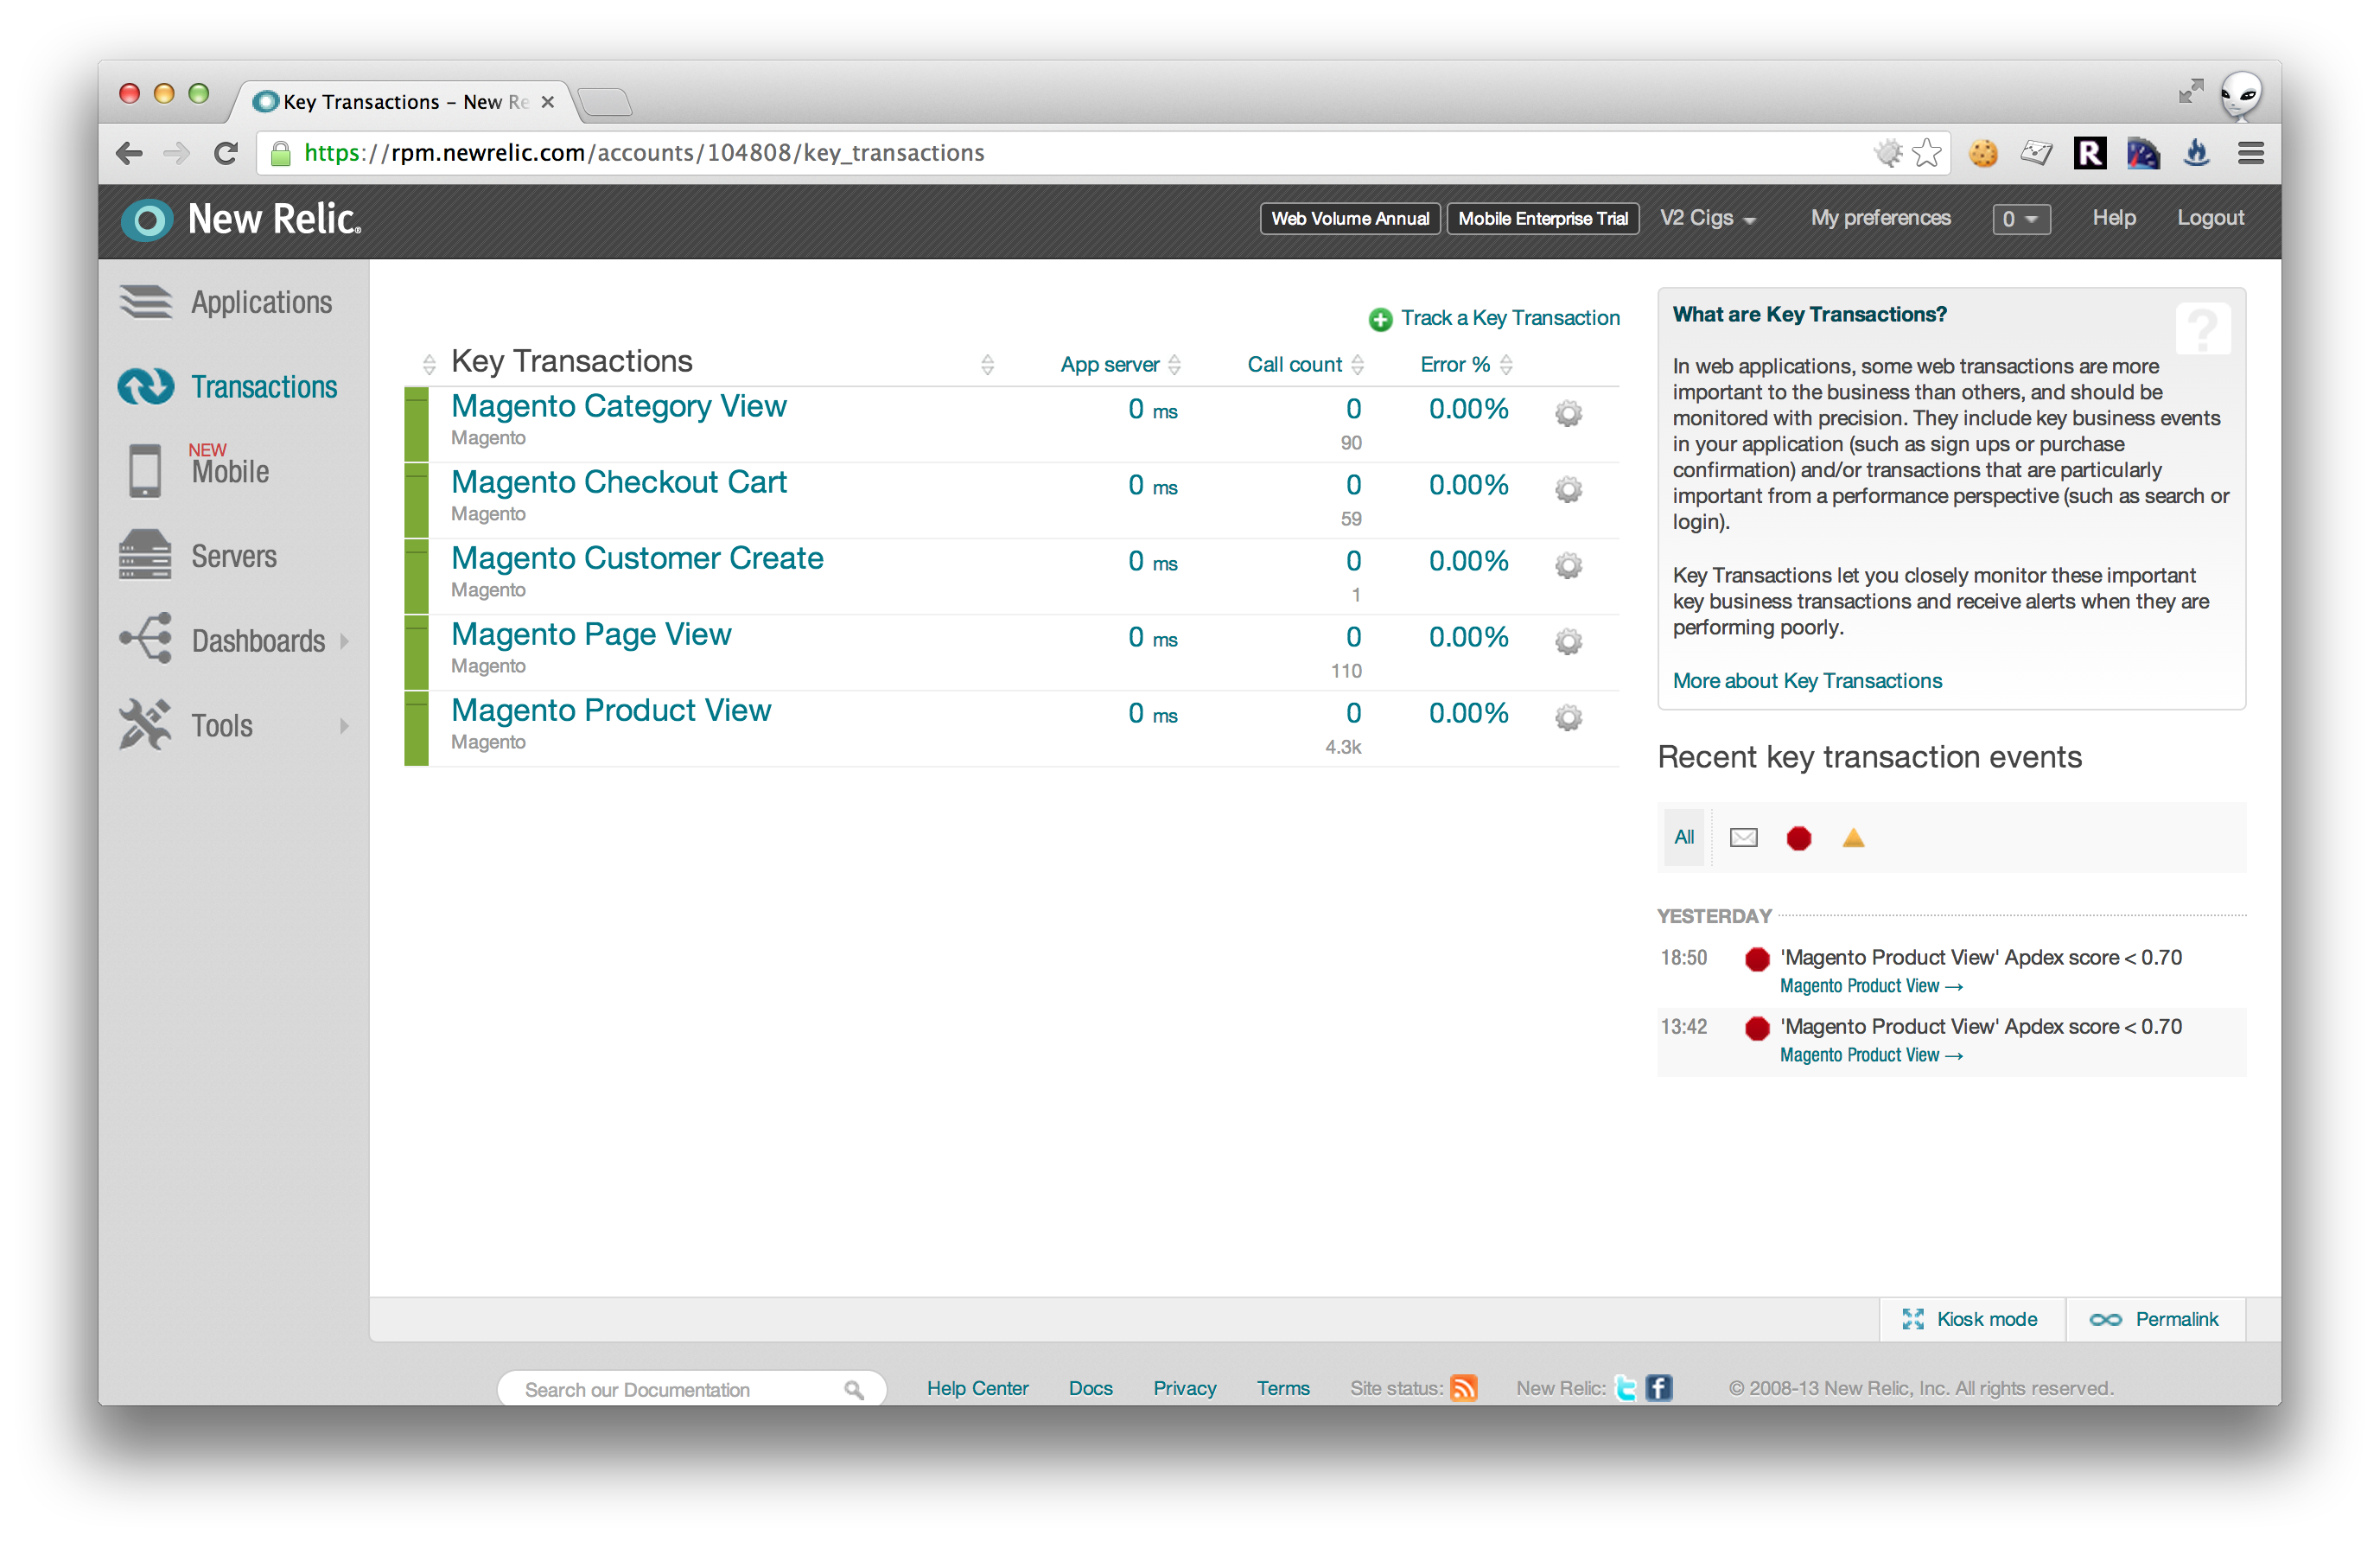 Key Transactions – New Re
https://rpm.newrelic.com/accounts/104808/key_transactions
New Relic.
Web Volume Annual
Mobile Enterprise Trial
V2 Cigs
My preferences
0
Help
Logout
Applications
Transactions
NEW
Mobile
Servers
Dashboards
Tools
Track a Key Transaction
Key Transactions App server Call count Error %
Magento Category View 0 ms 0 0.00%
Magento 90
Magento Checkout Cart 0 ms 0 0.00%
Magento 59
Magento Customer Create 0 ms 0 0.00%
Magento 1
Magento Page View 0 ms 0 0.00%
Magento 110
Magento Product View 0 ms 0 0.00%
Magento 4.3k
What are Key Transactions?
?
In web applications, some web transactions are more
important to the business than others, and should be
monitored with precision. They include key business events
in your application (such as sign ups or purchase
confirmation) and/or transactions that are particularly
important from a performance perspective (such as search or
login).
Key Transactions let you closely monitor these important
key business transactions and receive alerts when they are
performing poorly.
More about Key Transactions
Recent key transaction events
All
YESTERDAY
18:50 'Magento Product View' Apdex score < 0.70
Magento Product View →
13:42 'Magento Product View' Apdex score < 0.70
Magento Product View →
Kiosk mode
Permalink
Search our Documentation
Help Center
Docs
Privacy
Terms
Site status:
New Relic:
© 2008-13 New Relic, Inc. All rights reserved.